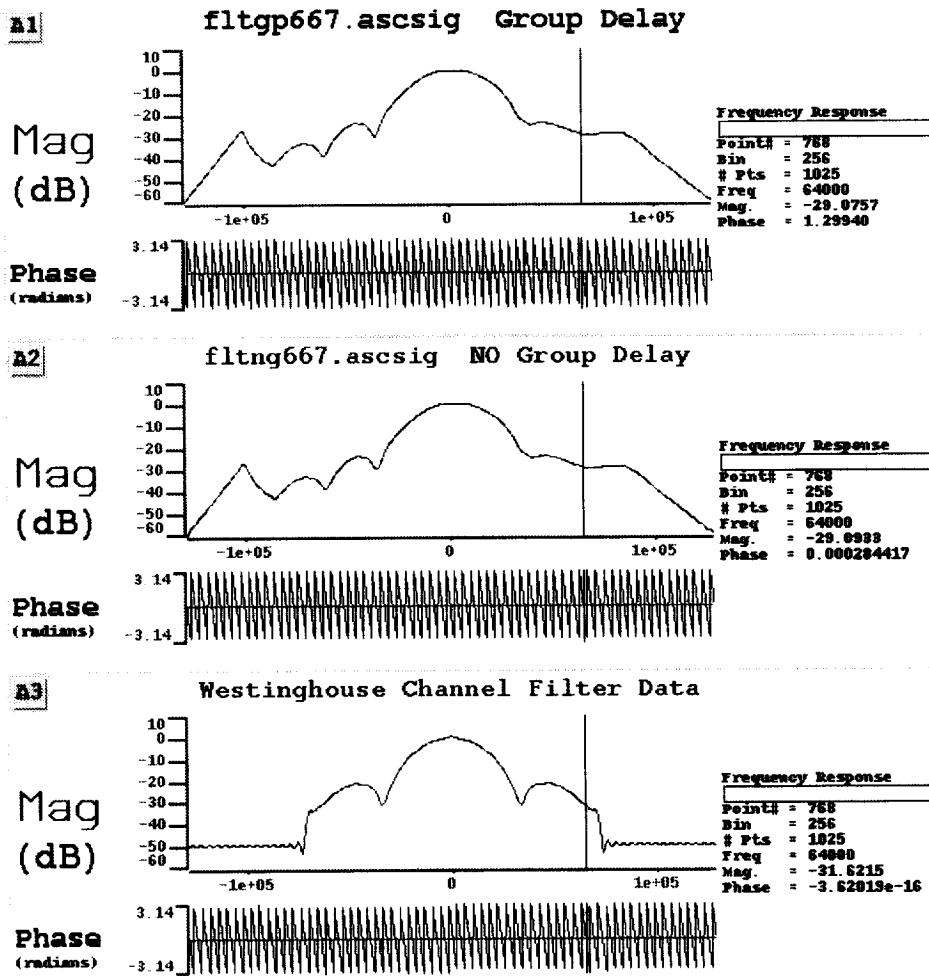 A1
fltgp667.ascsig Group Delay
Mag
(dB)
10
0
-10
-20
-30
-40
-50
-60
-1e+05
0
1e+05
Frequency Response
Point# = 768
Bin = 256
# Pts = 1025
Freq = 64000
Mag. = -29.0757
Phase = 1.29940
Phase
(radians)
3.14
-3.14
A2
fltng667.ascsig NO Group Delay
Mag
(dB)
10
0
-10
-20
-30
-40
-50
-60
-1e+05
0
1e+05
Frequency Response
Point# = 768
Bin = 256
# Pts = 1025
Freq = 64000
Mag. = -29.0933
Phase = 0.000284417
Phase
(radians)
3.14
-3.14
A3
Westinghouse Channel Filter Data
Mag
(dB)
10
0
-10
-20
-30
-40
-50
-60
-1e+05
0
1e+05
Frequency Response
Point# = 768
Bin = 256
# Pts = 1025
Freq = 64000
Mag. = -31.6215
Phase = -3.62019e-16
Phase
(radians)
3.14
-3.14